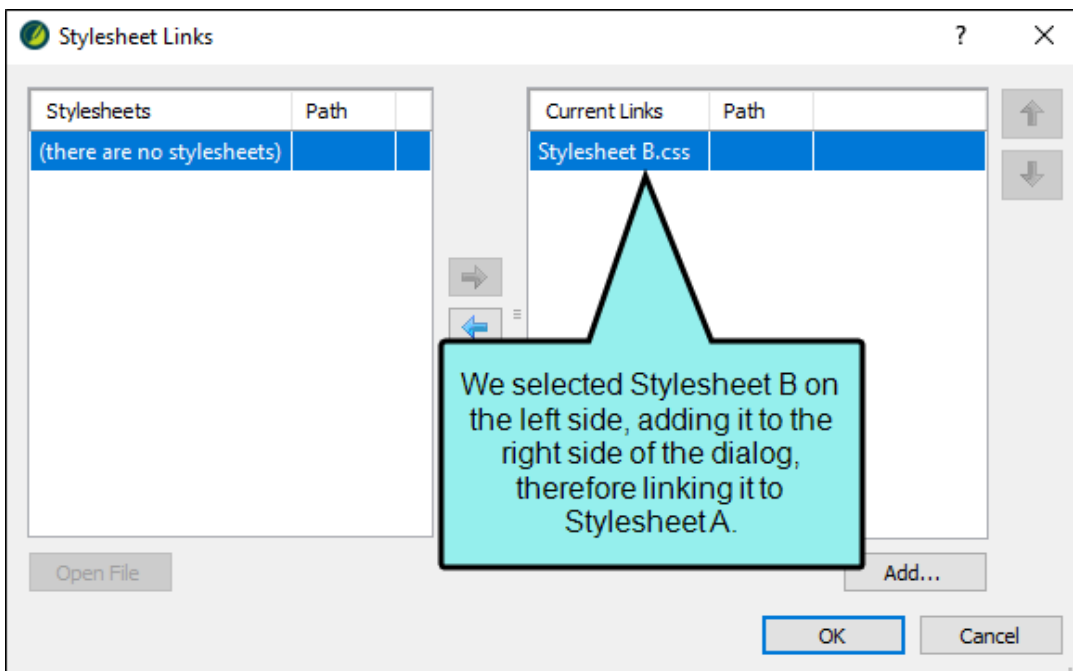 Stylesheet Links ?
Stylesheets Path
(there are no stylesheets)
Current Links Path
Stylesheet B.css
We selected Stylesheet B on
the left side, adding it to the
right side of the dialog,
therefore linking it to
Stylesheet A.
Open File
Add...
OK Cancel